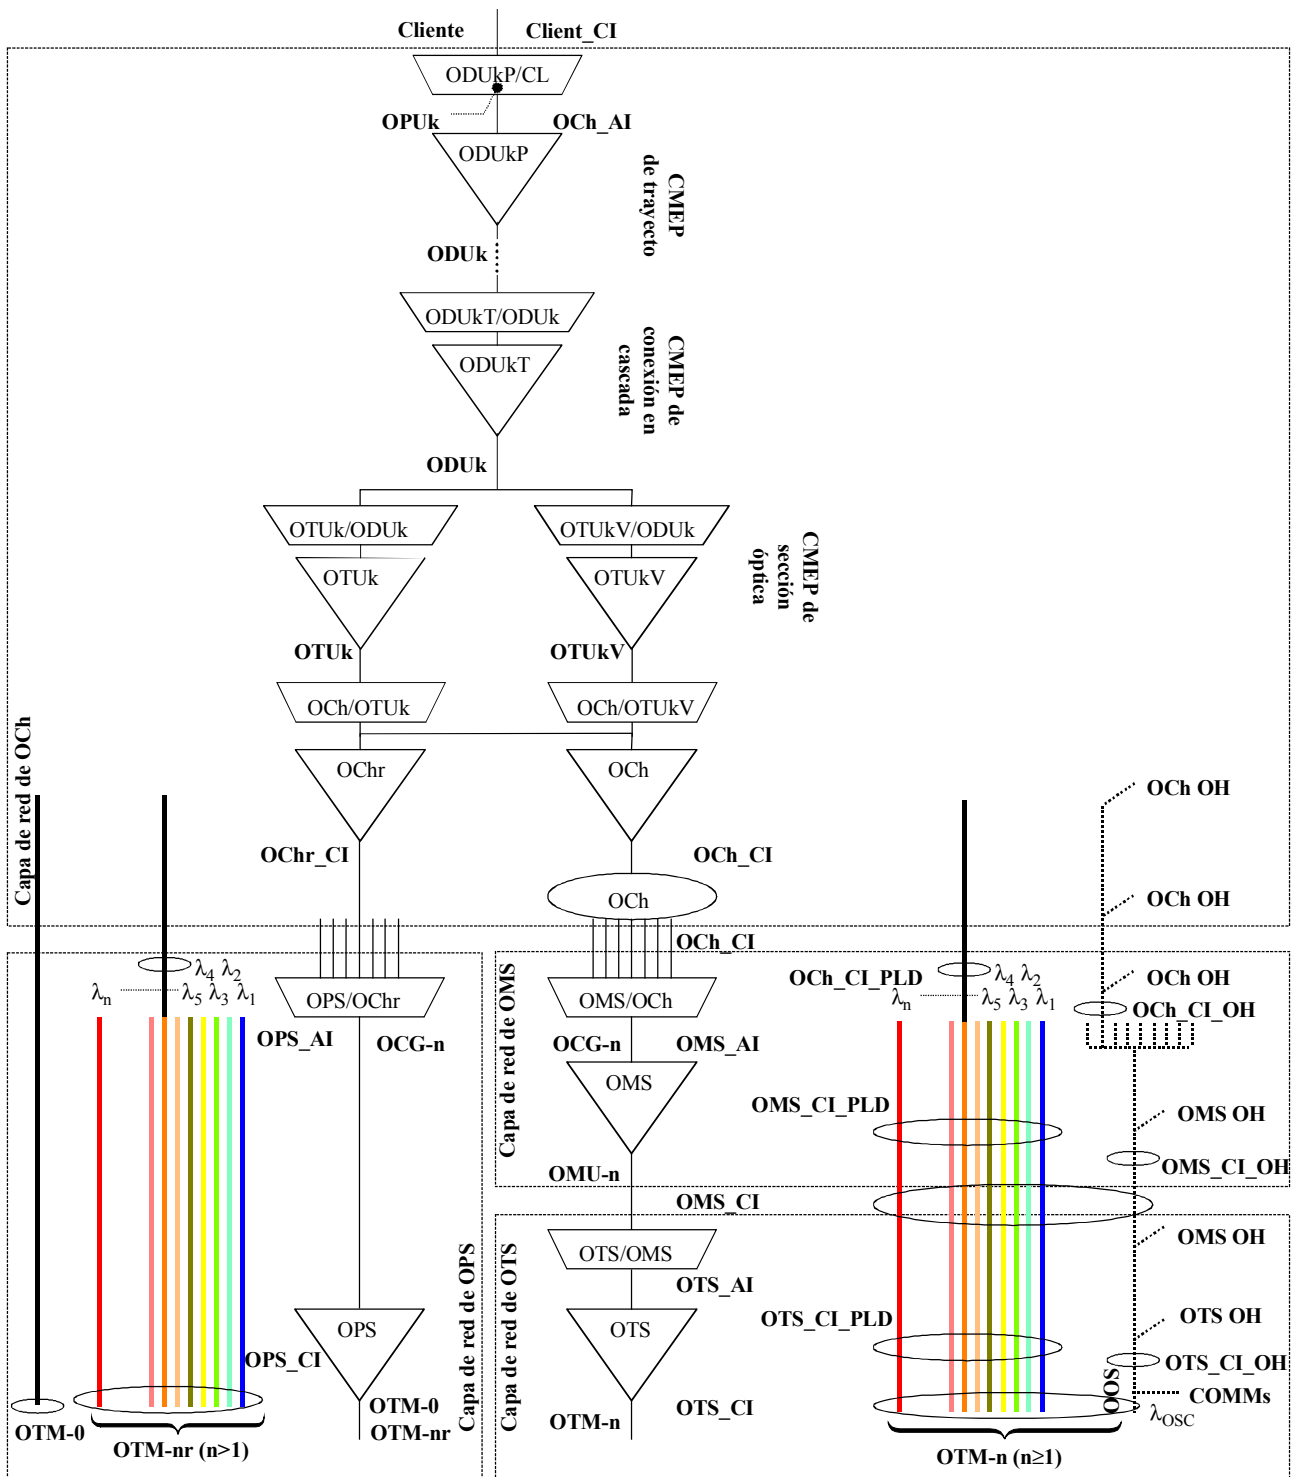 Cliente
Client_CI
ODUkP/CL
OPUk
OCh_AI
ODUkP
CMEP
de trayecto
ODUk
ODUkT/ODUk
ODUkT
CMEP de
conexión en
cascada
ODUk
OTUk/ODUk
OTUkV/ODUk
OTUk
OTUkV
CMEP de
sección
óptica
OTUk
OTUkV
OCh/OTUk
OCh/OTUkV
OChr
OCh
Capa de red de OCh
OChr_CI
OCh_CI
OCh
OCh OH
OCh OH
OCh_CI
λ4 λ2
λn
λ5 λ3 λ1
OPS/OChr
OPS_AI
OCG-n
OMS/OCh
OCh_CI_PLD
λ4 λ2
λn
λ5 λ3 λ1
OCh OH
OCh_CI_OH
OCG-n
OMS_AI
OMS
Capa de red de OMS
OMS_CI_PLD
OMS OH
OMS_CI_OH
OMU-n
OMS_CI
OTS/OMS
OMS OH
OTS_AI
Capa de red de OPS
Capa de red de OTS
OPS
OTS
OTS_CI_PLD
OTS OH
OPS_CI
OTS_CI_OH
OOS
COMMs
λOSC
OTM-0
OTM-nr
OTM-n
OTS_CI
OTM-0
OTM-nr (n>1)
OTM-n (n≥1)